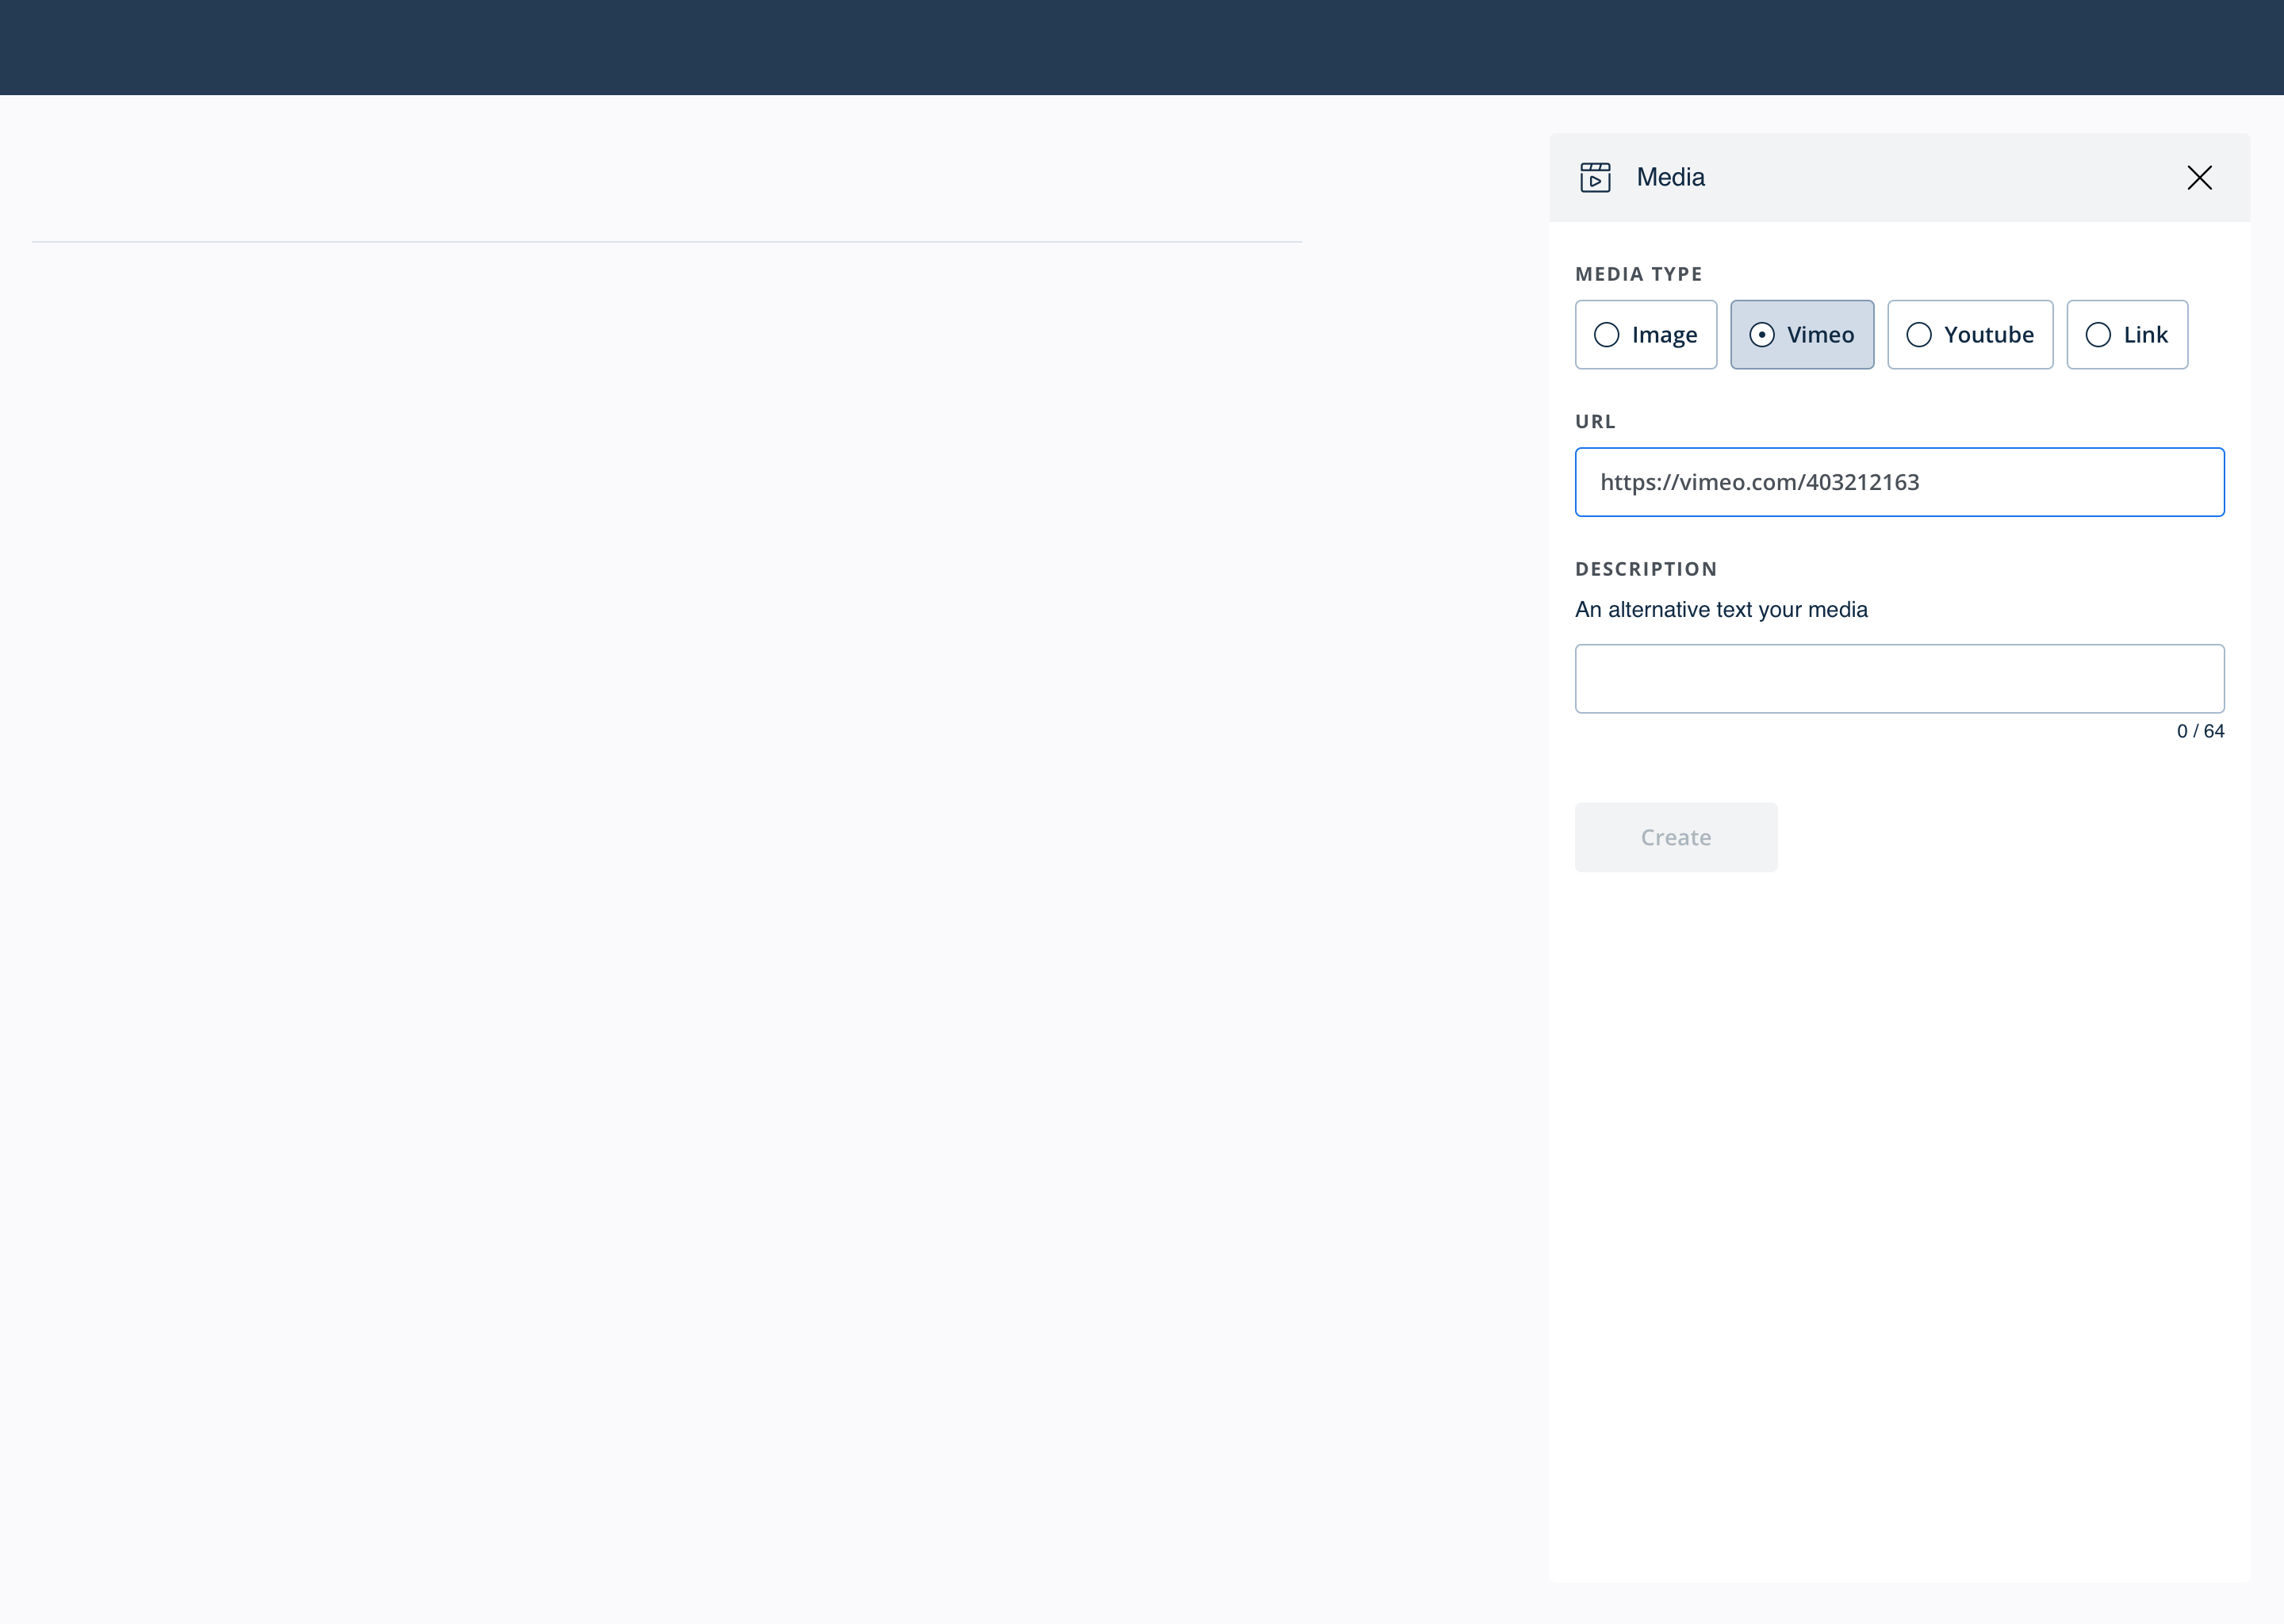 Media
MEDIA TYPE
Image Vimeo Youtube Link
URL
https://vimeo.com/403212163
DESCRIPTION
An alternative text your media
0 / 64
Create